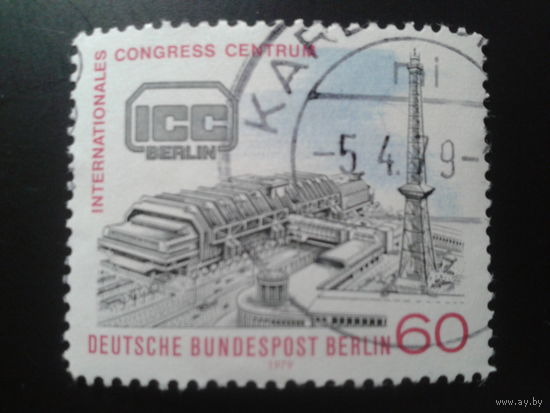 INTERNATIONALES CONGRESS CENTRUM
ICC
BERLIN
-5.4.79-
DEUTSCHE BUNDESPOST BERLIN 60
1979
www.ay.by